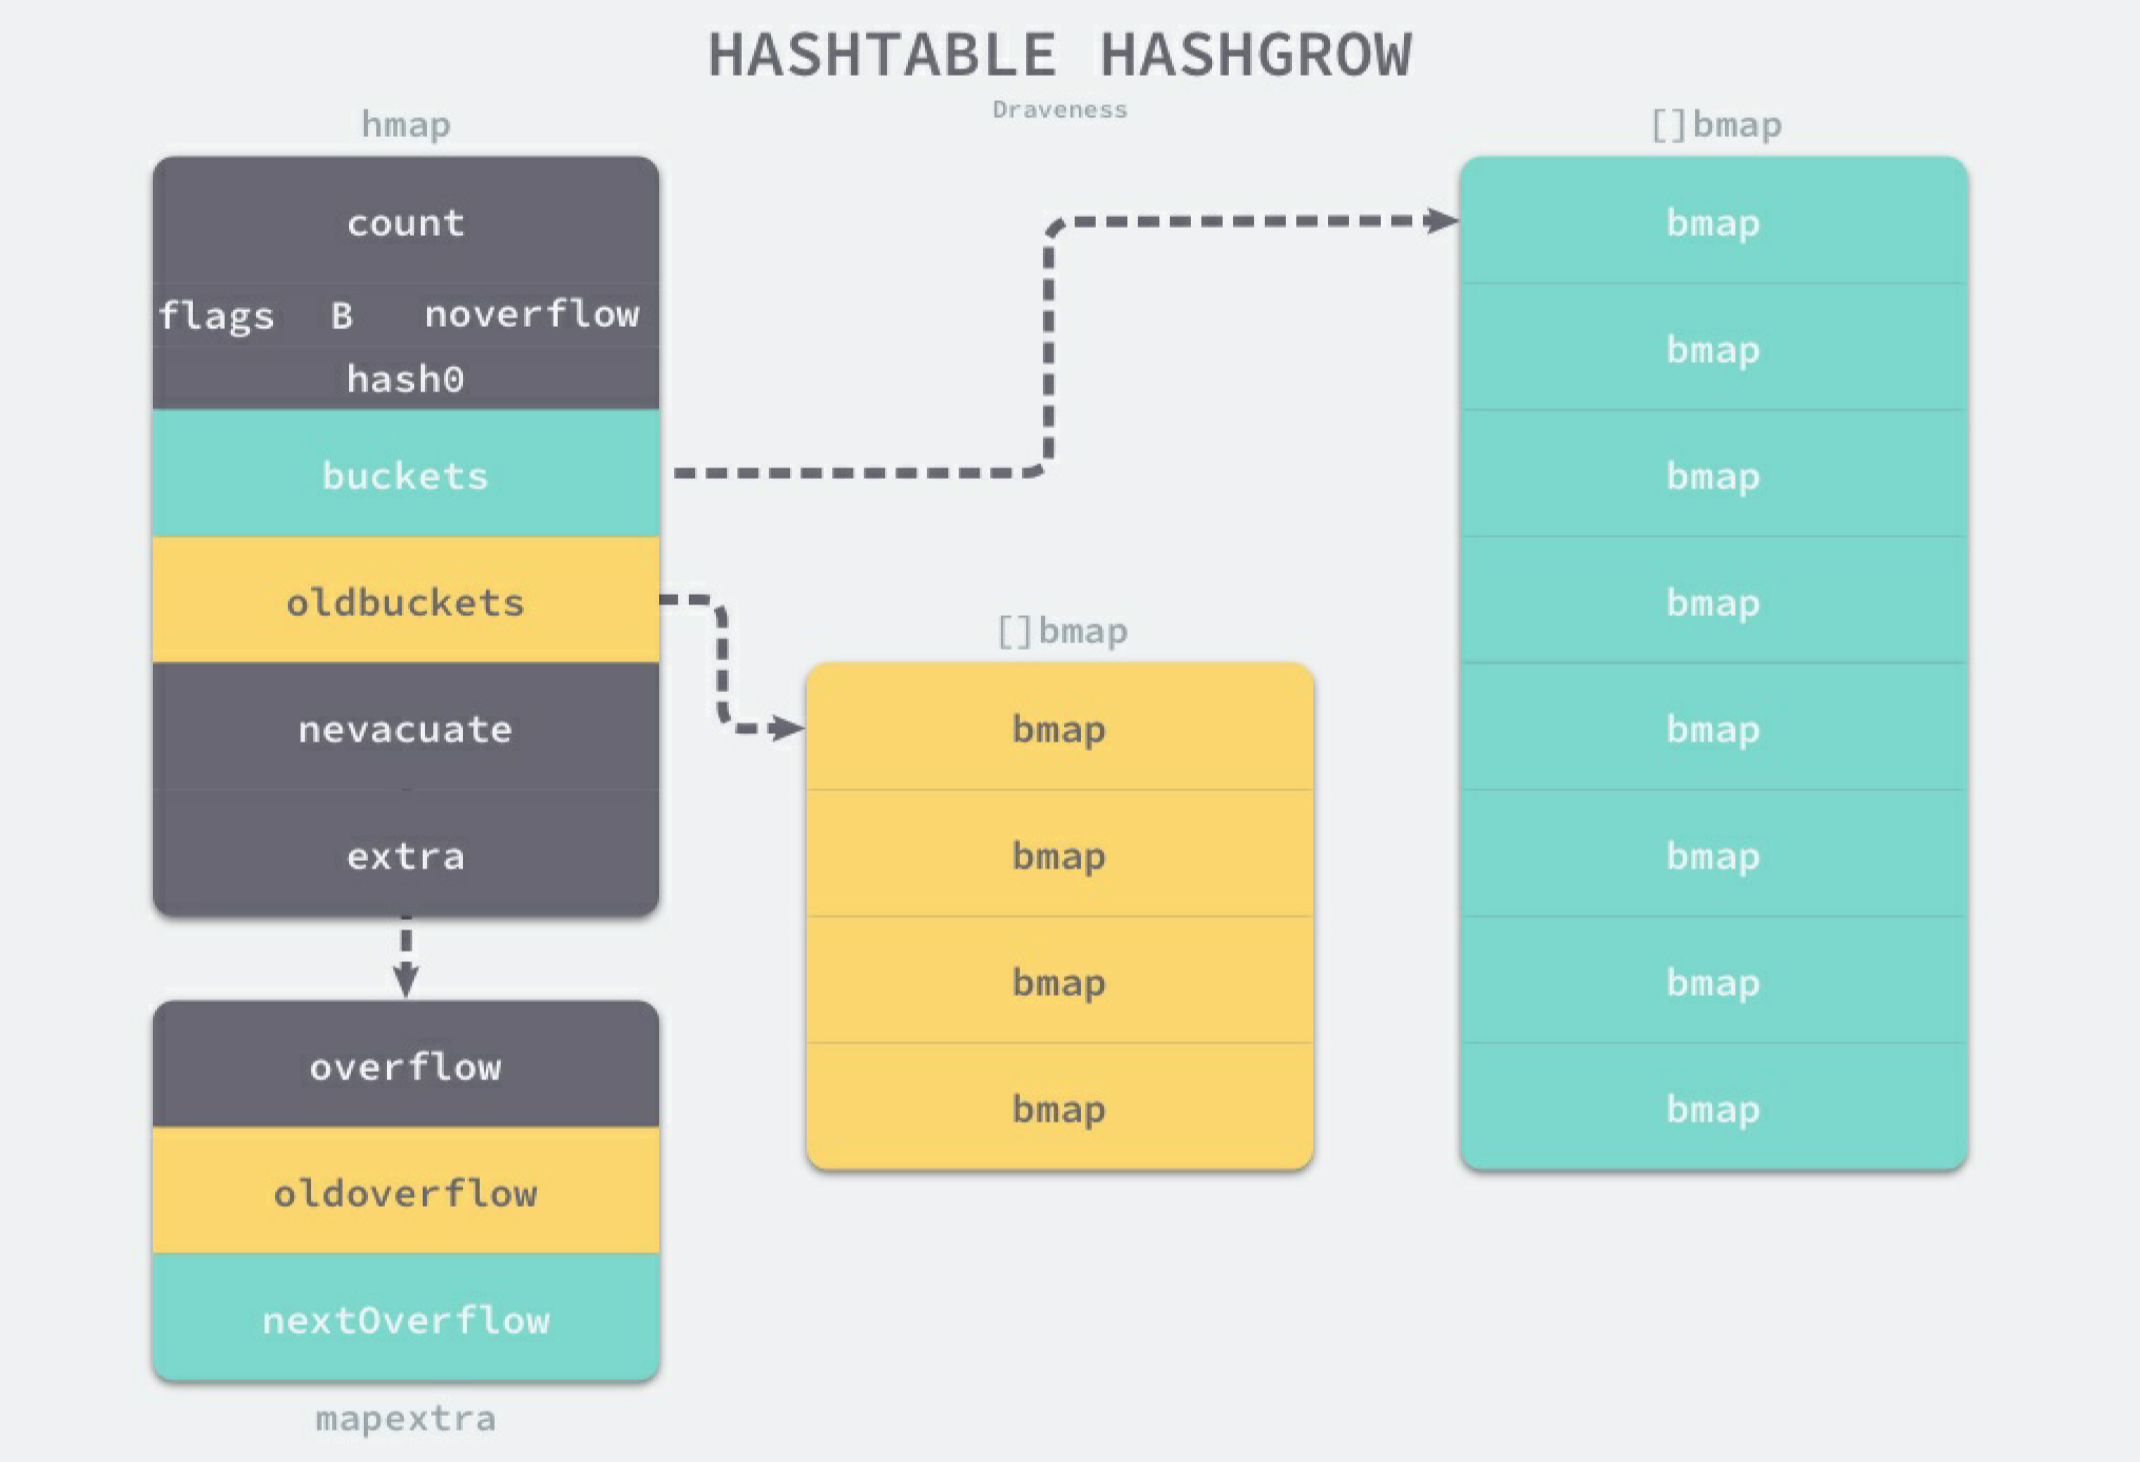 HASHTABLE HASHGROW
Draveness
hmap
count
flags B noverflow
hash0
buckets
oldbuckets
nevacuate
extra
overflow
oldoverflow
nextOverflow
mapextra
[]bmap
bmap
bmap
bmap
bmap
[]bmap
bmap
bmap
bmap
bmap
bmap
bmap
bmap
bmap